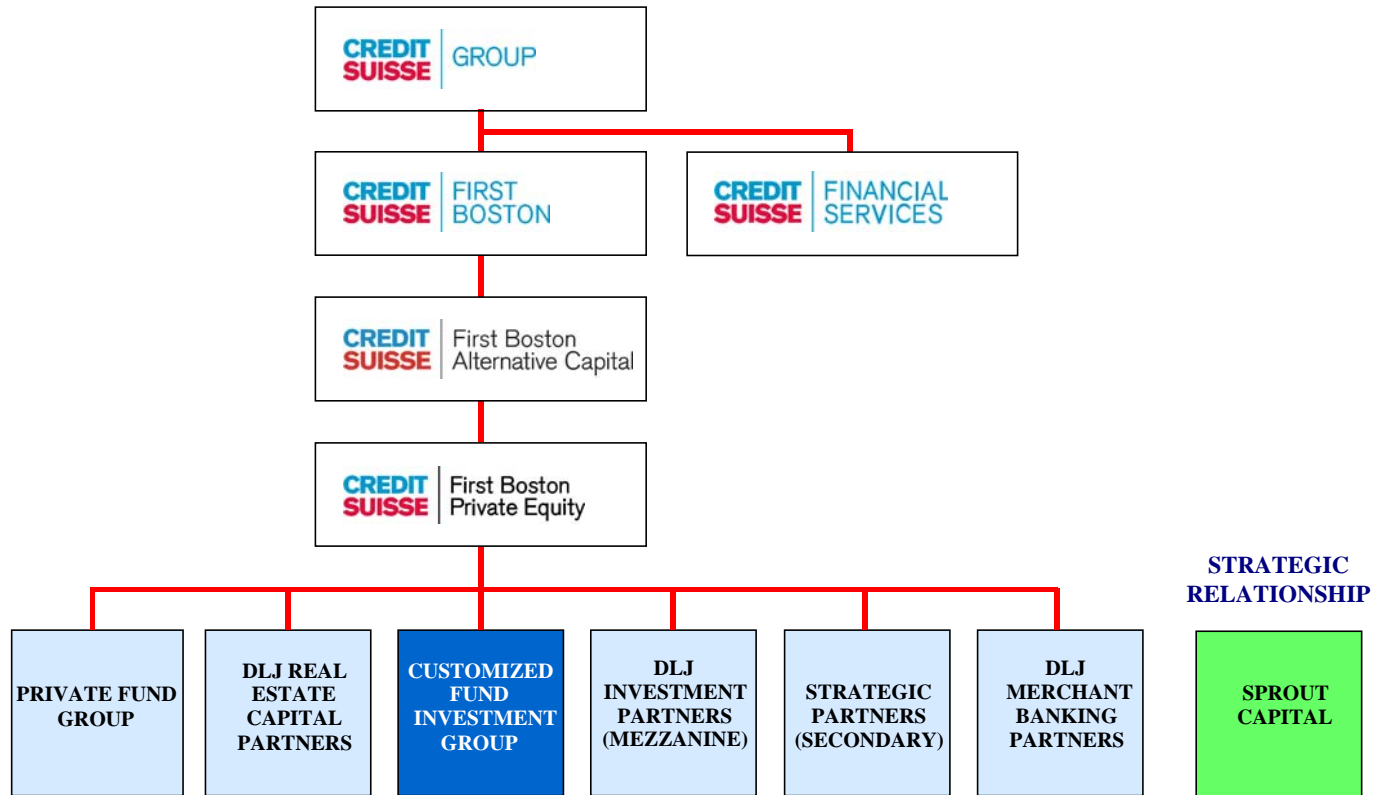 CREDIT SUISSE GROUP
CREDIT FIRST
SUISSE BOSTON
CREDIT FINANCIAL
SUISSE SERVICES
CREDIT First Boston
SUISSE Alternative Capital
CREDIT First Boston
SUISSE Private Equity
STRATEGIC
RELATIONSHIP
PRIVATE FUND
GROUP
DLJ REAL
ESTATE
CAPITAL
PARTNERS
CUSTOMIZED
FUND
INVESTMENT
GROUP
DLJ
INVESTMENT
PARTNERS
(MEZZANINE)
STRATEGIC
PARTNERS
(SECONDARY)
DLJ
MERCHANT
BANKING
PARTNERS
SPROUT
CAPITAL